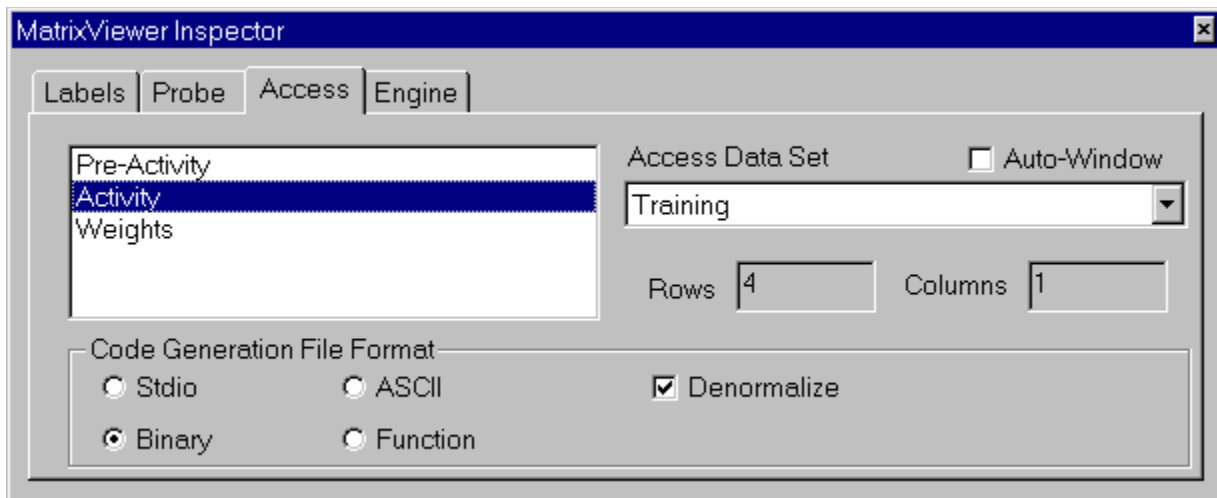 MatrixViewer Inspector
Labels Probe Access Engine
Pre-Activity
Activity
Weights
Access Data Set Auto-Window
Training
Rows 4 Columns 1
Code Generation File Format
Stdio ASCII Denormalize
Binary Function